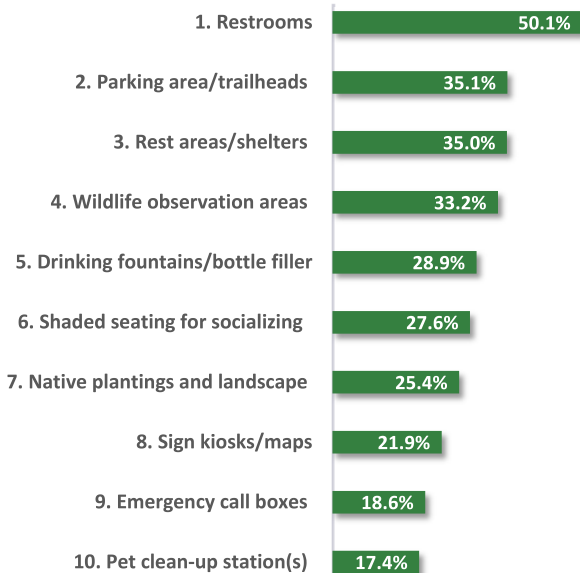 1. Restrooms 50.1%
2. Parking area/trailheads 35.1%
3. Rest areas/shelters 35.0%
4. Wildlife observation areas 33.2%
5. Drinking fountains/bottle filler 28.9%
6. Shaded seating for socializing 27.6%
7. Native plantings and landscape 25.4%
8. Sign kiosks/maps 21.9%
9. Emergency call boxes 18.6%
10. Pet clean-up station(s) 17.4%